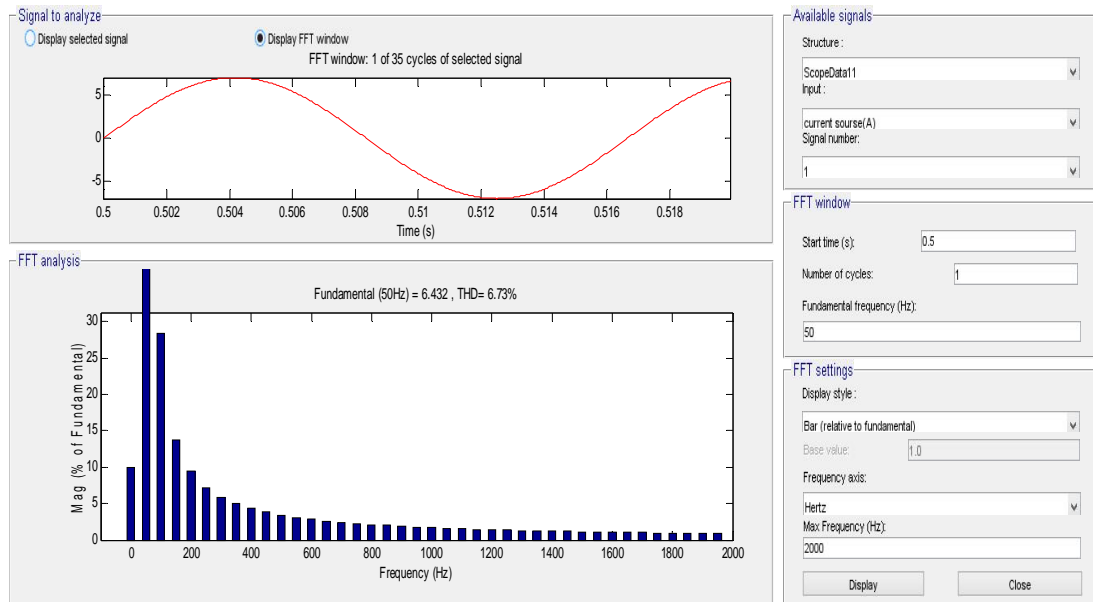 Signal to analyze
Display selected signal
Display FFT window
FFT window: 1 of 35 cycles of selected signal
5
0
-5
0.5 0.502 0.504 0.506 0.508 0.51 0.512 0.514 0.516 0.518
Time (s)
FFT analysis
Fundamental (50Hz) = 6.432 , THD= 6.73%
Mag (% of Fundamental)
30
25
20
15
10
5
0
0 200 400 600 800 1000 1200 1400 1600 1800 2000
Frequency (Hz)
Available signals
Structure :
ScopeData11
Input :
current sourse(A)
Signal number:
1
FFT window
Start time (s): 0.5
Number of cycles: 1
Fundamental frequency (Hz):
50
FFT settings
Display style :
Bar (relative to fundamental)
Base value: 1.0
Frequency axis:
Hertz
Max Frequency (Hz):
2000
Display Close